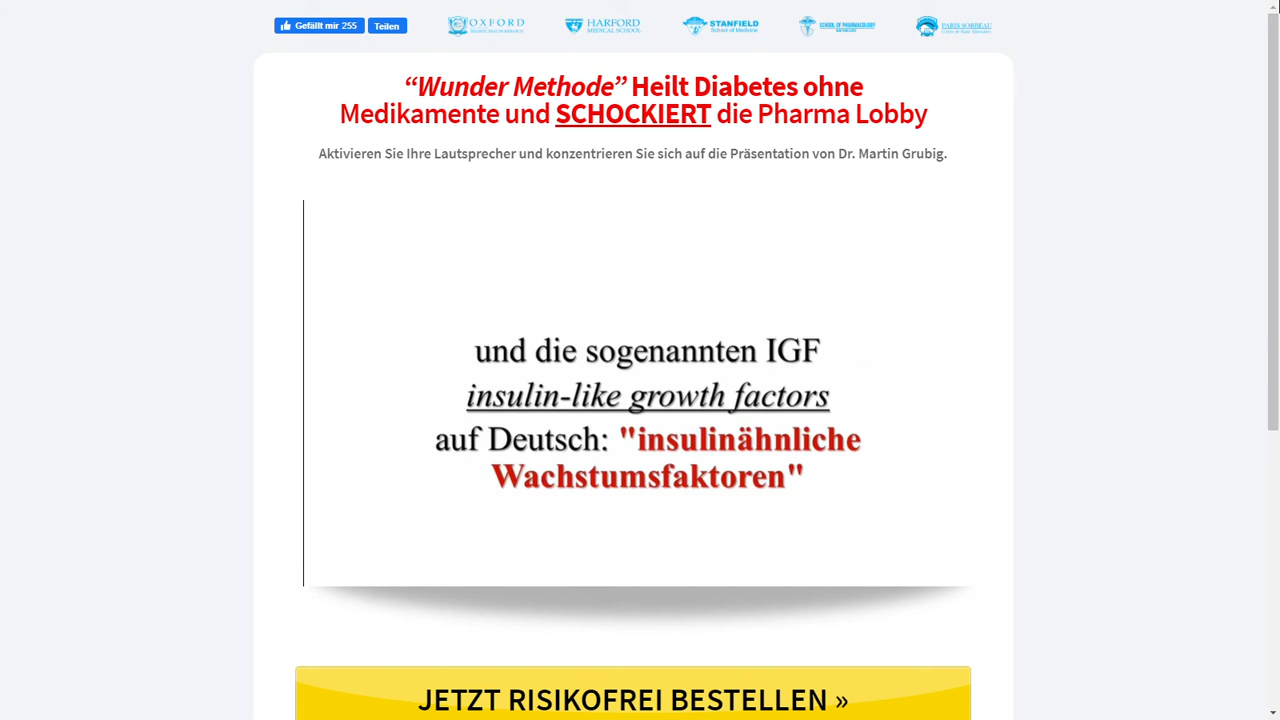 Gefällt mir 255 Teilen
OXFORD
HARFORD
MEDICAL SCHOOL
STANFIELD
School of Medicine
SCHOOL OF PHARMACOLOGY
PARIS SORBEAU
“Wunder Methode” Heilt Diabetes ohne
Medikamente und SCHOCKIERT die Pharma Lobby
Aktivieren Sie Ihre Lautsprecher und konzentrieren Sie sich auf die Präsentation von Dr. Martin Grubig.
und die sogenannten IGF
insulin-like growth factors
auf Deutsch: "insulinähnliche
Wachstumsfaktoren"
JETZT RISIKOFREI BESTELLEN »